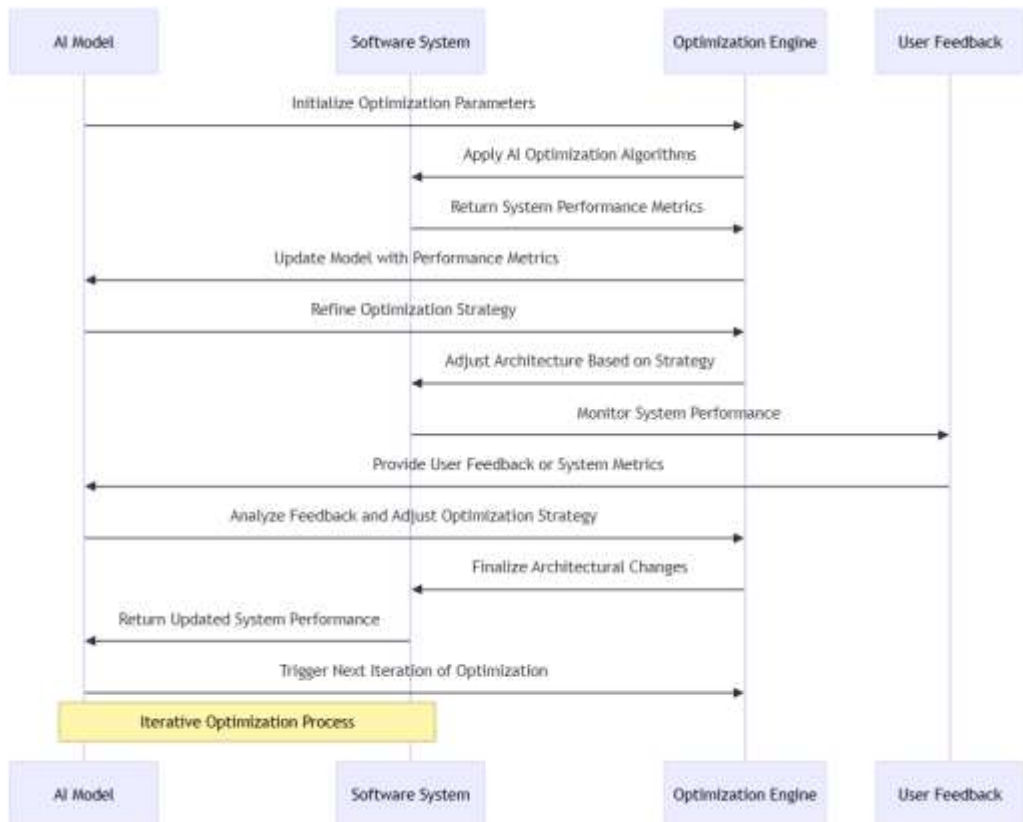 AI Model
Software System
Optimization Engine
User Feedback
Initialize Optimization Parameters
Apply AI Optimization Algorithms
Return System Performance Metrics
Update Model with Performance Metrics
Refine Optimization Strategy
Adjust Architecture Based on Strategy
Monitor System Performance
Provide User Feedback or System Metrics
Analyze Feedback and Adjust Optimization Strategy
Finalize Architectural Changes
Return Updated System Performance
Trigger Next Iteration of Optimization
Iterative Optimization Process
AI Model
Software System
Optimization Engine
User Feedback